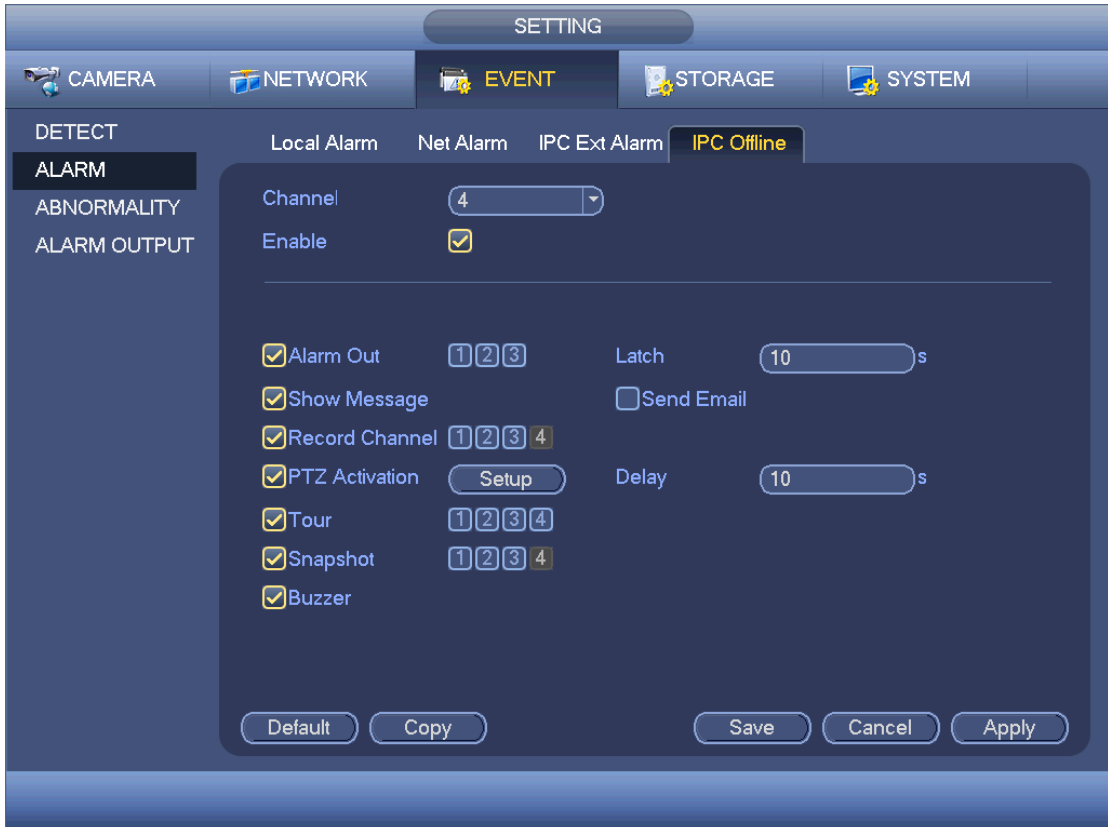 SETTING
CAMERA NETWORK EVENT STORAGE SYSTEM
DETECT
ALARM
ABNORMALITY
ALARM OUTPUT
Local Alarm Net Alarm IPC Ext Alarm IPC Offline
Channel 4
Enable
Alarm Out 1 2 3 Latch 10 s
Show Message Send Email
Record Channel 1 2 3 4
PTZ Activation Setup Delay 10 s
Tour 1 2 3 4
Snapshot 1 2 3 4
Buzzer
Default Copy Save Cancel Apply